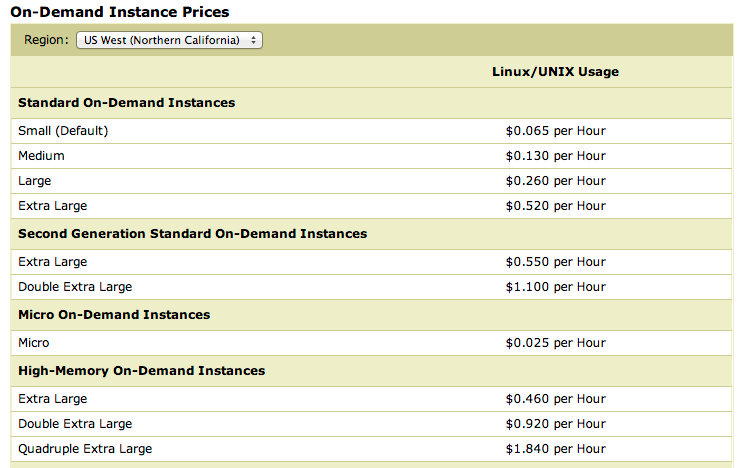 On-Demand Instance Prices
Region: US West (Northern California)
Linux/UNIX Usage
Standard On-Demand Instances
Small (Default) $0.065 per Hour
Medium $0.130 per Hour
Large $0.260 per Hour
Extra Large $0.520 per Hour
Second Generation Standard On-Demand Instances
Extra Large $0.550 per Hour
Double Extra Large $1.100 per Hour
Micro On-Demand Instances
Micro $0.025 per Hour
High-Memory On-Demand Instances
Extra Large $0.460 per Hour
Double Extra Large $0.920 per Hour
Quadruple Extra Large $1.840 per Hour